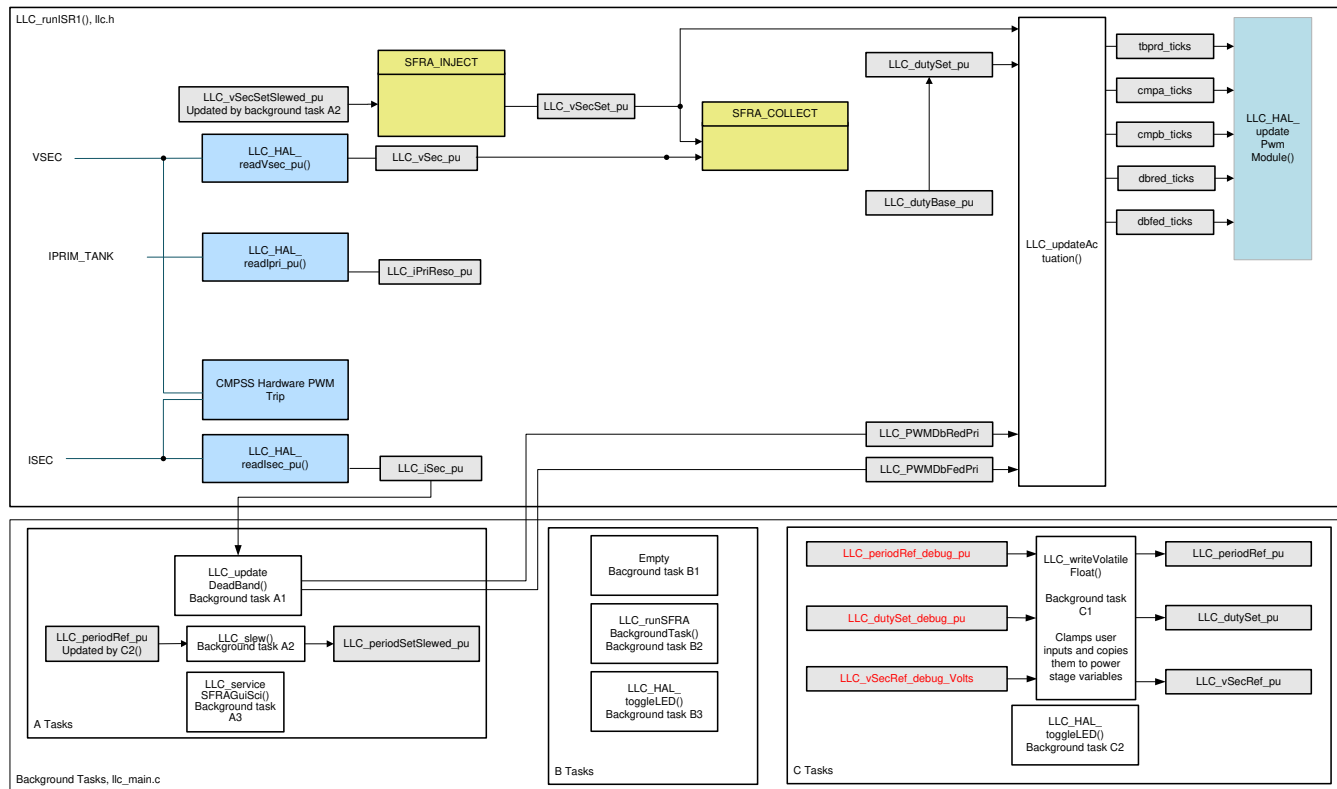 LLC_runISR1(), llc.h
LLC_vSecSetSlewed_pu
Updated by background task A2
SFRA_INJECT
LLC_vSecSet_pu
SFRA_COLLECT
LLC_dutySet_pu
LLC_dutyBase_pu
VSEC
LLC_HAL_
readVsec_pu()
LLC_vSec_pu
IPRIM_TANK
LLC_HAL_
readIpri_pu()
LLC_iPriReso_pu
CMPSS Hardware PWM
Trip
ISEC
LLC_HAL_
readIsec_pu()
LLC_iSec_pu
LLC_PWMDbRedPri
LLC_PWMDbFedPri
LLC_updateAc
tuation()
tbprd_ticks
cmpa_ticks
cmpb_ticks
dbred_ticks
dbfed_ticks
LLC_HAL_
update
Pwm
Module()
LLC_update
DeadBand()
Background task A1
LLC_periodRef_pu
Updated by C2()
LLC_slew()
Background task A2
LLC_periodSetSlewed_pu
LLC_service
SFRAGuiSci()
Background task
A3
A Tasks
Background Tasks, llc_main.c
Empty
Bacground task B1
LLC_runSFRA
BackgroundTask()
Background task B2
LLC_HAL_
toggleLED()
Background task B3
B Tasks
LLC_periodRef_debug_pu
LLC_dutySet_debug_pu
LLC_vSecRef_debug_Volts
LLC_writeVolatile
Float()
Background task
C1
Clamps user
inputs and copies
them to power
stage variables
LLC_periodRef_pu
LLC_dutySet_pu
LLC_vSecRef_pu
LLC_HAL_
toggleLED()
Background task C2
C Tasks